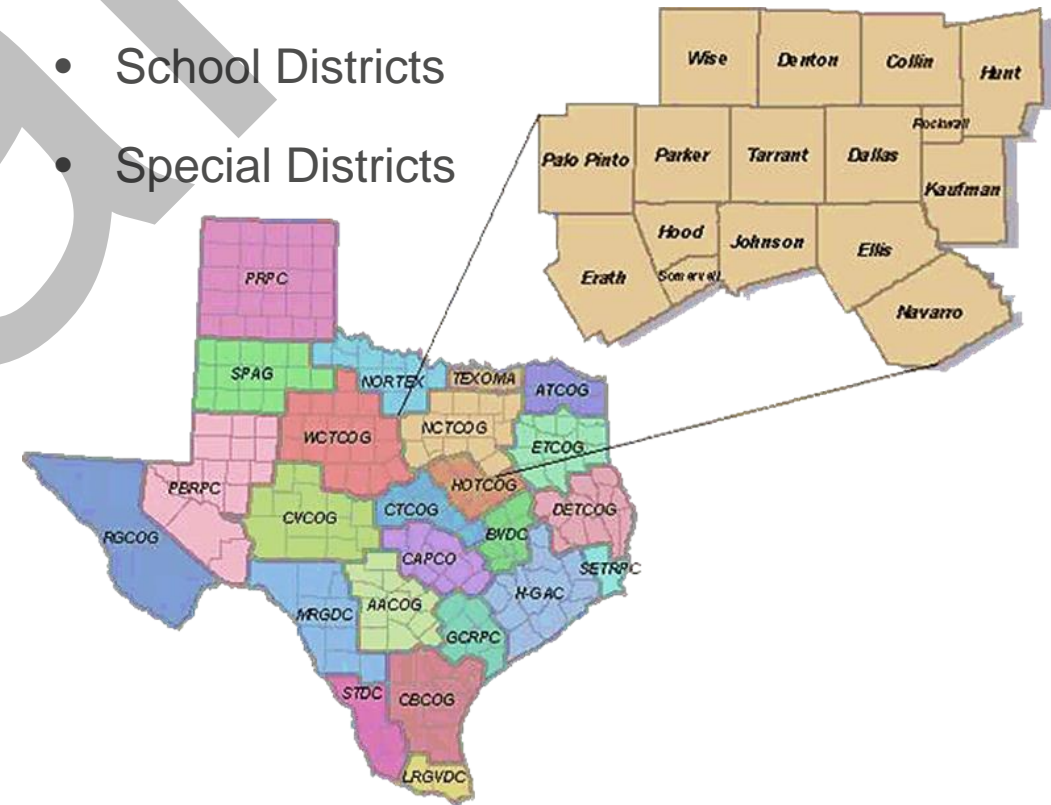 • School Districts
• Special Districts
Wise Denton Collin Hunt
Rockwall
Palo Pinto Parker Tarrant Dallas
Kaufman
Hood Johnson Ellis
Erath Somervell
Navarro
PRPC
SPAG NORTEX TEXOMA ATCOG
WCTCOG NCTCOG ETCOG
HOTCOG
PBRPC CVCOG CTCOG DETCOG
RGCOG BVDC
CAPCO SETRPC
MRGDC AACOG H-GAC
GCRPC
STDC CBCOG
LRGVDC